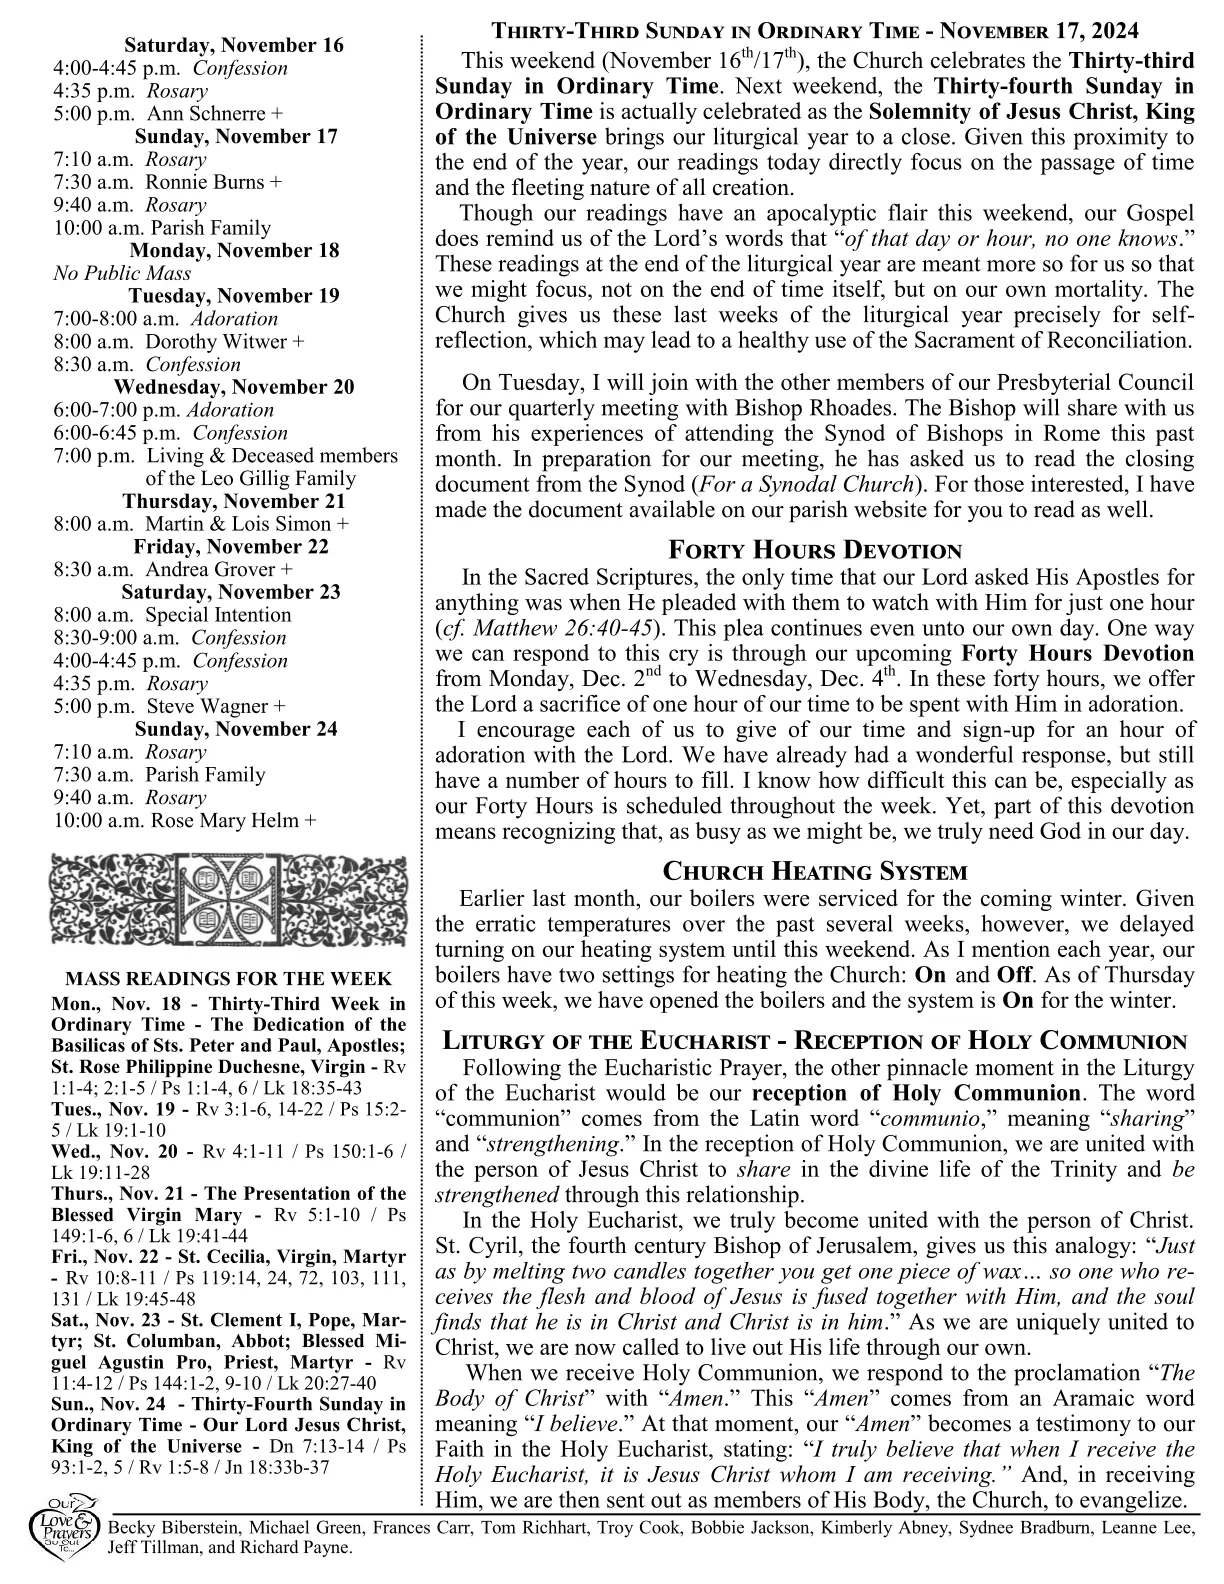 Saturday, November 16
4:00-4:45 p.m. Confession
4:35 p.m. Rosary
5:00 p.m. Ann Schnerre +
Sunday, November 17
7:10 a.m. Rosary
7:30 a.m. Ronnie Burns +
9:40 a.m. Rosary
10:00 a.m. Parish Family
Monday, November 18
No Public Mass
Tuesday, November 19
7:00-8:00 a.m. Adoration
8:00 a.m. Dorothy Witwer +
8:30 a.m. Confession
Wednesday, November 20
6:00-7:00 p.m. Adoration
6:00-6:45 p.m. Confession
7:00 p.m. Living & Deceased members
of the Leo Gillig Family
Thursday, November 21
8:00 a.m. Martin & Lois Simon +
Friday, November 22
8:30 a.m. Andrea Grover +
Saturday, November 23
8:00 a.m. Special Intention
8:30-9:00 a.m. Confession
4:00-4:45 p.m. Confession
4:35 p.m. Rosary
5:00 p.m. Steve Wagner +
Sunday, November 24
7:10 a.m. Rosary
7:30 a.m. Parish Family
9:40 a.m. Rosary
10:00 a.m. Rose Mary Helm +
MASS READINGS FOR THE WEEK
Mon., Nov. 18 - Thirty-Third Week in
Ordinary Time - The Dedication of the
Basilicas of Sts. Peter and Paul, Apostles;
St. Rose Philippine Duchesne, Virgin - Rv
1:1-4; 2:1-5 / Ps 1:1-4, 6 / Lk 18:35-43
Tues., Nov. 19 - Rv 3:1-6, 14-22 / Ps 15:2-
5 / Lk 19:1-10
Wed., Nov. 20 - Rv 4:1-11 / Ps 150:1-6 /
Lk 19:11-28
Thurs., Nov. 21 - The Presentation of the
Blessed Virgin Mary - Rv 5:1-10 / Ps
149:1-6, 6 / Lk 19:41-44
Fri., Nov. 22 - St. Cecilia, Virgin, Martyr
- Rv 10:8-11 / Ps 119:14, 24, 72, 103, 111,
131 / Lk 19:45-48
Sat., Nov. 23 - St. Clement I, Pope, Mar-
tyr; St. Columban, Abbot; Blessed Mi-
guel Agustin Pro, Priest, Martyr - Rv
11:4-12 / Ps 144:1-2, 9-10 / Lk 20:27-40
Sun., Nov. 24 - Thirty-Fourth Sunday in
Ordinary Time - Our Lord Jesus Christ,
King of the Universe - Dn 7:13-14 / Ps
93:1-2, 5 / Rv 1:5-8 / Jn 18:33b-37
Thirty-Third Sunday in Ordinary Time - November 17, 2024
This weekend (November 16th/17th), the Church celebrates the Thirty-third
Sunday in Ordinary Time. Next weekend, the Thirty-fourth Sunday in
Ordinary Time is actually celebrated as the Solemnity of Jesus Christ, King
of the Universe brings our liturgical year to a close. Given this proximity to
the end of the year, our readings today directly focus on the passage of time
and the fleeting nature of all creation.
Though our readings have an apocalyptic flair this weekend, our Gospel
does remind us of the Lord’s words that “of that day or hour, no one knows.”
These readings at the end of the liturgical year are meant more so for us so that
we might focus, not on the end of time itself, but on our own mortality. The
Church gives us these last weeks of the liturgical year precisely for self-
reflection, which may lead to a healthy use of the Sacrament of Reconciliation.
On Tuesday, I will join with the other members of our Presbyterial Council
for our quarterly meeting with Bishop Rhoades. The Bishop will share with us
from his experiences of attending the Synod of Bishops in Rome this past
month. In preparation for our meeting, he has asked us to read the closing
document from the Synod (For a Synodal Church). For those interested, I have
made the document available on our parish website for you to read as well.
Forty Hours Devotion
In the Sacred Scriptures, the only time that our Lord asked His Apostles for
anything was when He pleaded with them to watch with Him for just one hour
(cf. Matthew 26:40-45). This plea continues even unto our own day. One way
we can respond to this cry is through our upcoming Forty Hours Devotion
from Monday, Dec. 2nd to Wednesday, Dec. 4th. In these forty hours, we offer
the Lord a sacrifice of one hour of our time to be spent with Him in adoration.
I encourage each of us to give of our time and sign-up for an hour of
adoration with the Lord. We have already had a wonderful response, but still
have a number of hours to fill. I know how difficult this can be, especially as
our Forty Hours is scheduled throughout the week. Yet, part of this devotion
means recognizing that, as busy as we might be, we truly need God in our day.
Church Heating System
Earlier last month, our boilers were serviced for the coming winter. Given
the erratic temperatures over the past several weeks, however, we delayed
turning on our heating system until this weekend. As I mention each year, our
boilers have two settings for heating the Church: On and Off. As of Thursday
of this week, we have opened the boilers and the system is On for the winter.
Liturgy of the Eucharist - Reception of Holy Communion
Following the Eucharistic Prayer, the other pinnacle moment in the Liturgy
of the Eucharist would be our reception of Holy Communion. The word
“communion” comes from the Latin word “communio,” meaning “sharing”
and “strengthening.” In the reception of Holy Communion, we are united with
the person of Jesus Christ to share in the divine life of the Trinity and be
strengthened through this relationship.
In the Holy Eucharist, we truly become united with the person of Christ.
St. Cyril, the fourth century Bishop of Jerusalem, gives us this analogy: “Just
as by melting two candles together you get one piece of wax… so one who re-
ceives the flesh and blood of Jesus is fused together with Him, and the soul
finds that he is in Christ and Christ is in him.” As we are uniquely united to
Christ, we are now called to live out His life through our own.
When we receive Holy Communion, we respond to the proclamation “The
Body of Christ” with “Amen.” This “Amen” comes from an Aramaic word
meaning “I believe.” At that moment, our “Amen” becomes a testimony to our
Faith in the Holy Eucharist, stating: “I truly believe that when I receive the
Holy Eucharist, it is Jesus Christ whom I am receiving.” And, in receiving
Him, we are then sent out as members of His Body, the Church, to evangelize.
Our
Love &
Prayers
Go Out
To...
Becky Biberstein, Michael Green, Frances Carr, Tom Richhart, Troy Cook, Bobbie Jackson, Kimberly Abney, Sydnee Bradburn, Leanne Lee,
Jeff Tillman, and Richard Payne.